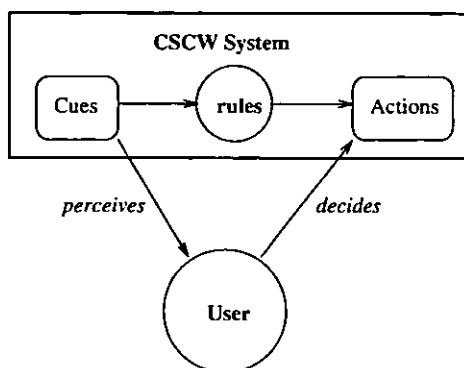 CSCW System
Cues
rules
Actions
perceives
decides
User